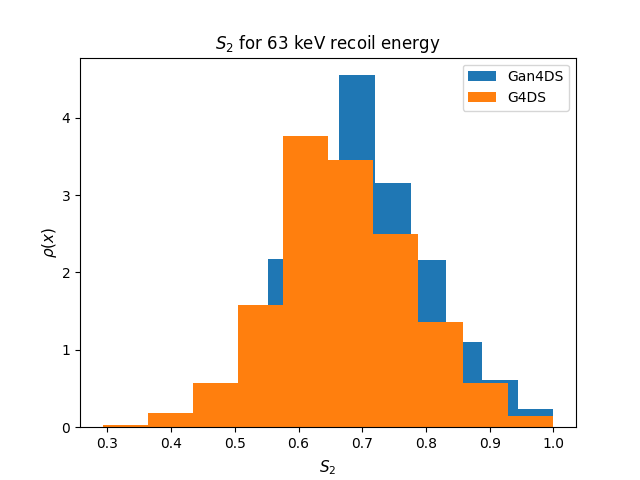 S₂ for 63 keV recoil energy
Gan4DS
G4DS
ρ(x)
4
3
2
1
0
0.3 0.4 0.5 0.6 0.7 0.8 0.9 1.0
S₂